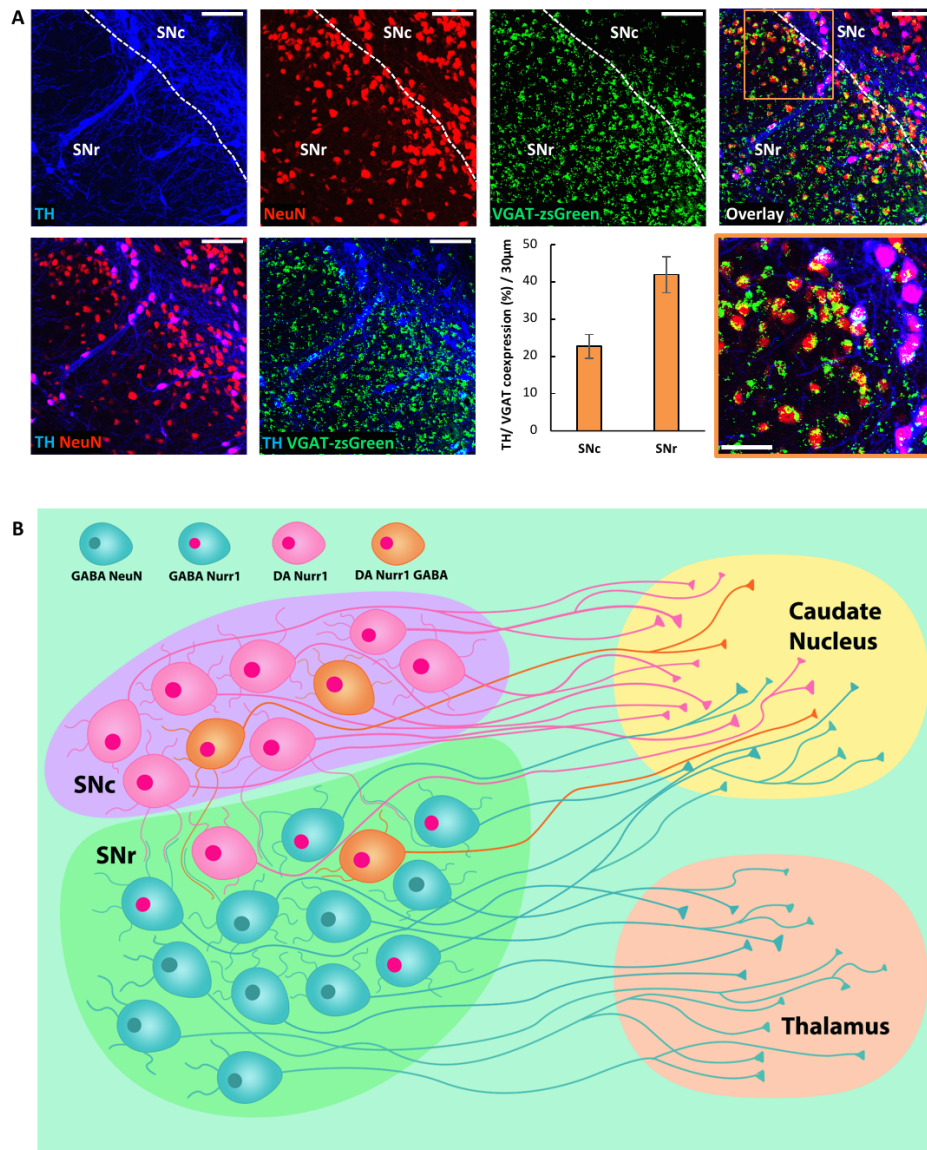 A
SNc
SNr
TH
SNc
SNr
NeuN
SNc
SNr
VGAT-zsGreen
SNc
SNr
Overlay
TH NeuN
TH VGAT-zsGreen
TH/ VGAT coexpression (%) / 30µm
50
40
30
20
10
0
SNc
SNr
B
GABA NeuN
GABA Nurr1
DA Nurr1
DA Nurr1 GABA
Caudate
Nucleus
SNc
SNr
Thalamus